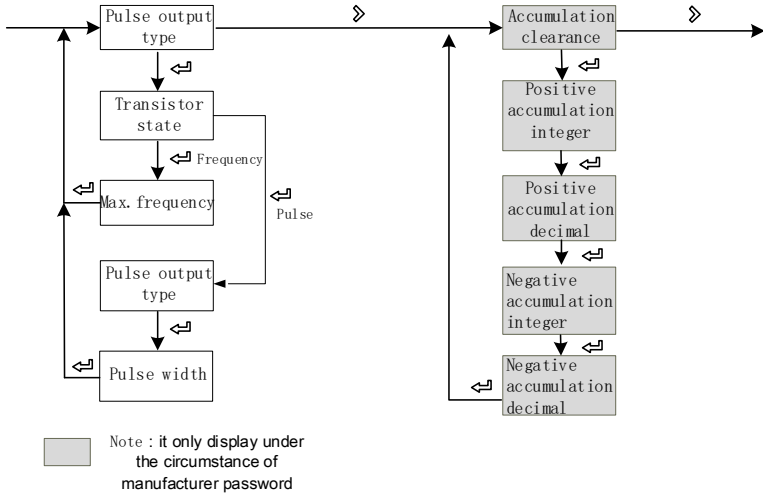 Pulse output
type
Transistor
state
Frequency
Max. frequency
Pulse
Pulse output
type
Pulse width
Accumulation
clearance
Positive
accumulation
integer
Positive
accumulation
decimal
Negative
accumulation
integer
Negative
accumulation
decimal
Note : it only display under
the circumstance of
manufacturer password